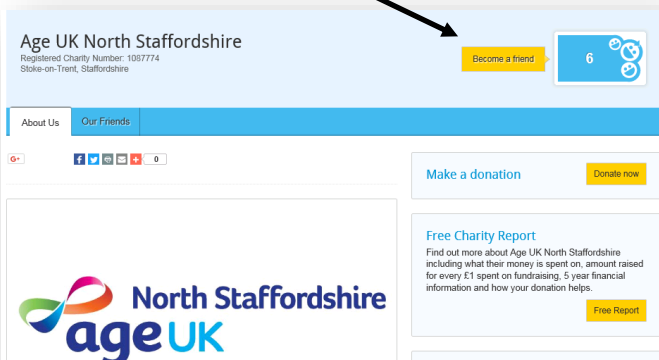 Age UK North Staffordshire
Registered Charity Number: 1087774
Stoke-on-Trent, Staffordshire
Become a friend
6
About Us
Our Friends
G+
0
Make a donation
Donate now
Free Charity Report
Find out more about Age UK North Staffordshire
including what their money is spent on, amount raised
for every £1 spent on fundraising, 5 year financial
information and how your donation helps.
Free Report
North Staffordshire
age UK